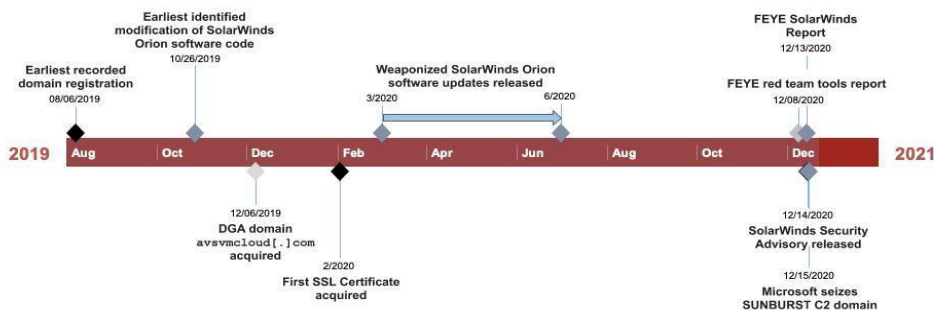 Earliest recorded
domain registration
08/06/2019
Earliest identified
modification of SolarWinds
Orion software code
10/26/2019
Weaponized SolarWinds Orion
software updates released
3/2020
6/2020
FEYE SolarWinds
Report
12/13/2020
FEYE red team tools report
12/08/2020
2019
Aug
Oct
Dec
Feb
Apr
Jun
Aug
Oct
Dec
2021
12/06/2019
DGA domain
avsvmcloud[.]com
acquired
2/2020
First SSL Certificate
acquired
12/14/2020
SolarWinds Security
Advisory released
12/15/2020
Microsoft seizes
SUNBURST C2 domain